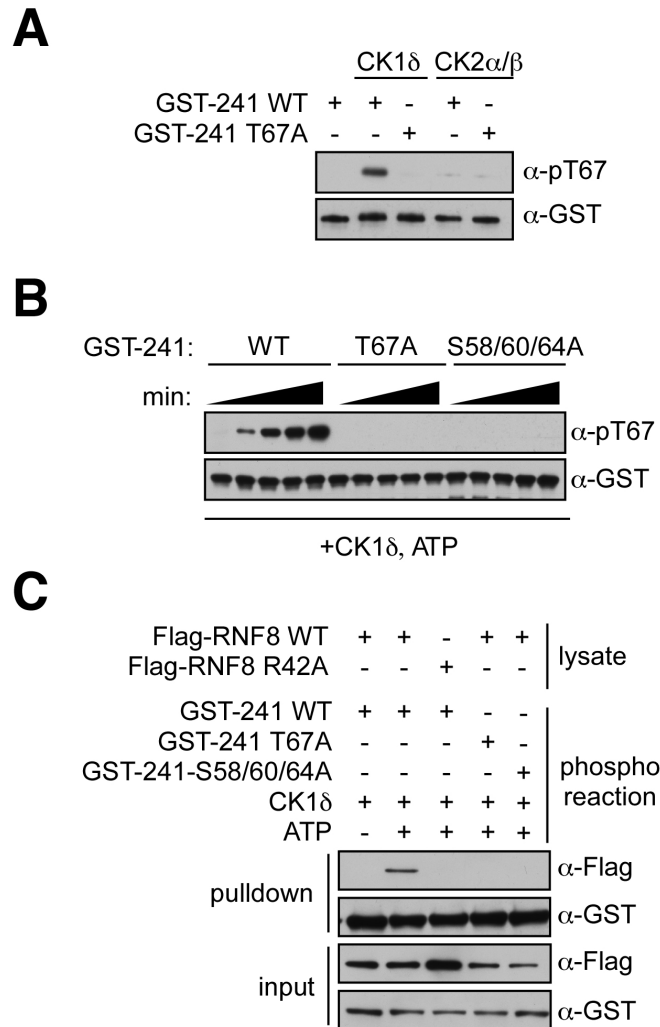 A
CK1δ CK2α/β
GST-241 WT + + - + -
GST-241 T67A - - + - +
α-pT67
α-GST
B
GST-241: WT T67A S58/60/64A
min:
α-pT67
α-GST
+CK1δ, ATP
C
Flag-RNF8 WT + + - + +
Flag-RNF8 R42A - - + - -
lysate
GST-241 WT + + + - -
GST-241 T67A - - - + -
GST-241-S58/60/64A - - - - +
CK1δ + + + + +
ATP - + + + +
phospho
reaction
pulldown
α-Flag
α-GST
input
α-Flag
α-GST